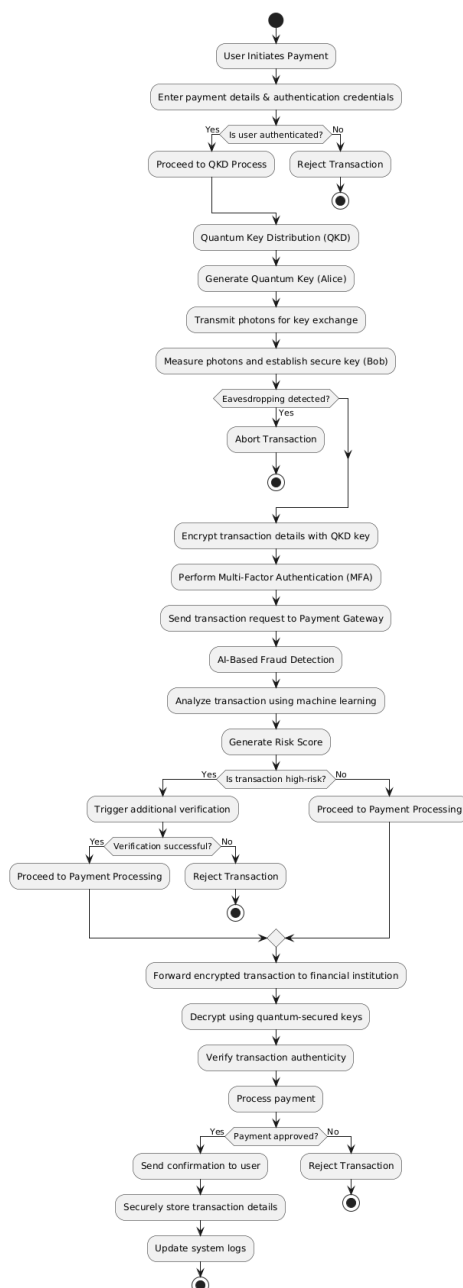 User Initiates Payment
Enter payment details & authentication credentials
Yes
Is user authenticated?
No
Proceed to QKD Process
Reject Transaction
Quantum Key Distribution (QKD)
Generate Quantum Key (Alice)
Transmit photons for key exchange
Measure photons and establish secure key (Bob)
Eavesdropping detected?
Yes
Abort Transaction
Encrypt transaction details with QKD key
Perform Multi-Factor Authentication (MFA)
Send transaction request to Payment Gateway
AI-Based Fraud Detection
Analyze transaction using machine learning
Generate Risk Score
Yes
Is transaction high-risk?
No
Trigger additional verification
Proceed to Payment Processing
Yes
Verification successful?
No
Proceed to Payment Processing
Reject Transaction
Forward encrypted transaction to financial institution
Decrypt using quantum-secured keys
Verify transaction authenticity
Process payment
Yes
Payment approved?
No
Send confirmation to user
Reject Transaction
Securely store transaction details
Update system logs